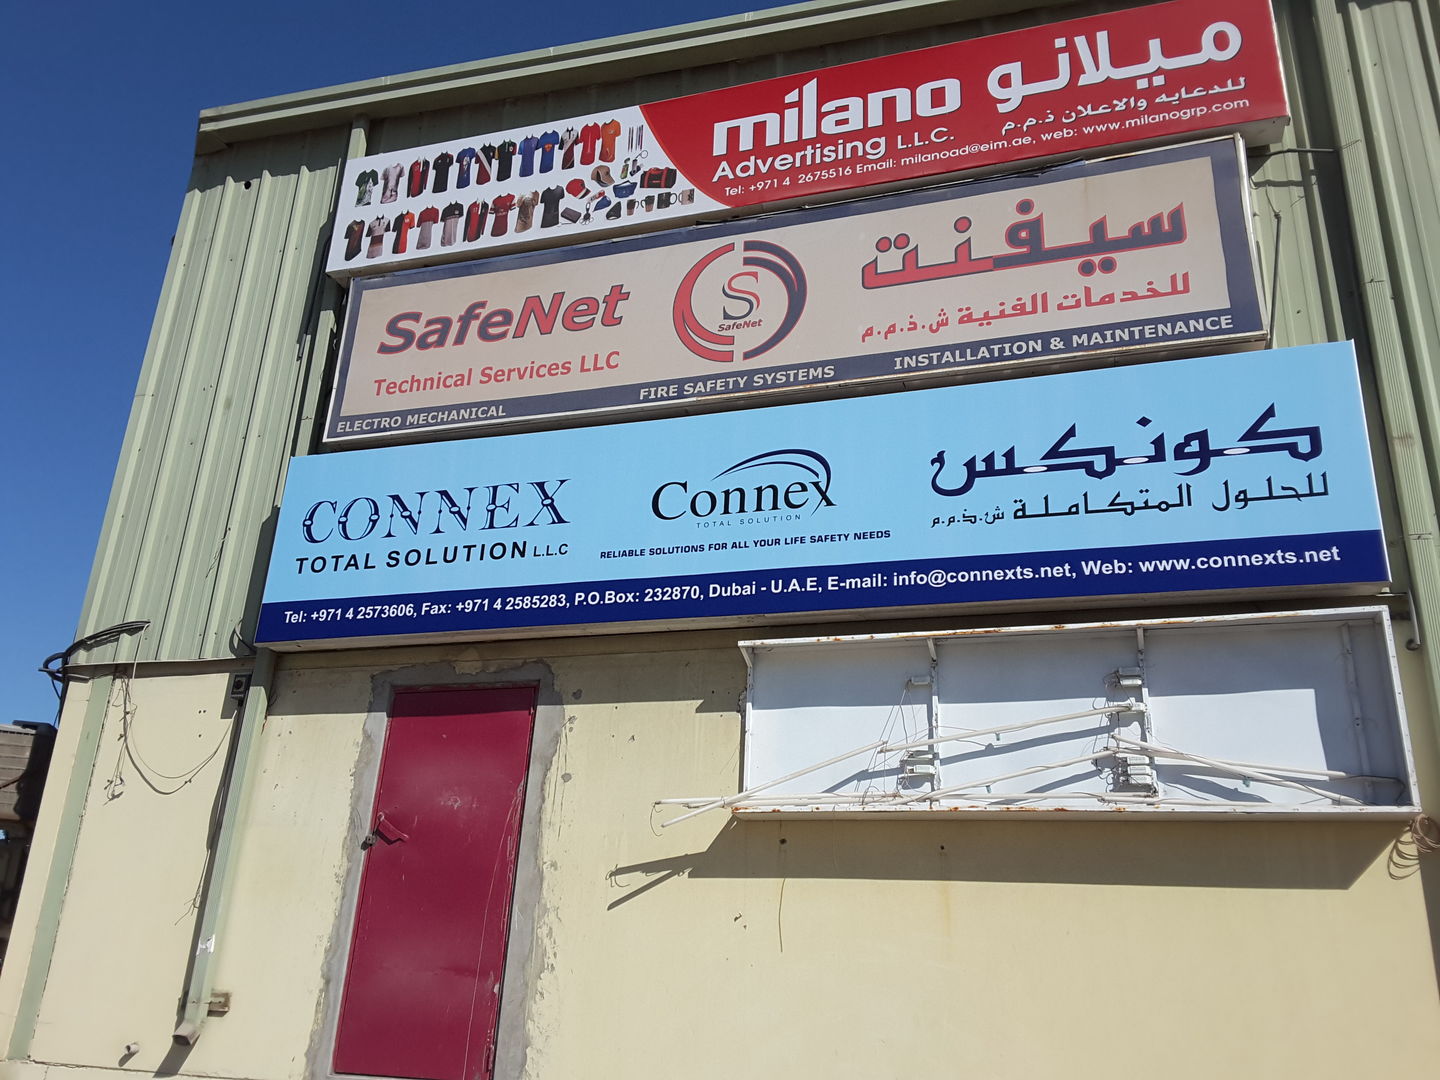 milano ميلانو
Advertising L.L.C. للدعايه والاعلان ذ.م.م
Tel: +971 4 2675516 Email: milanoad@eim.ae, web: www.milanogrp.com
SafeNet
Technical Services LLC
S
SafeNet
سيفنت
للخدمات الفنية ش.ذ.م.م
ELECTRO MECHANICAL FIRE SAFETY SYSTEMS INSTALLATION & MAINTENANCE
CONNEX
TOTAL SOLUTION L.L.C
Connex
TOTAL SOLUTION
RELIABLE SOLUTIONS FOR ALL YOUR LIFE SAFETY NEEDS
كونكس
للحلول المتكاملة ش.ذ.م.م
Tel: +971 4 2573606, Fax: +971 4 2585283, P.O.Box: 232870, Dubai - U.A.E, E-mail: info@connexts.net, Web: www.connexts.net